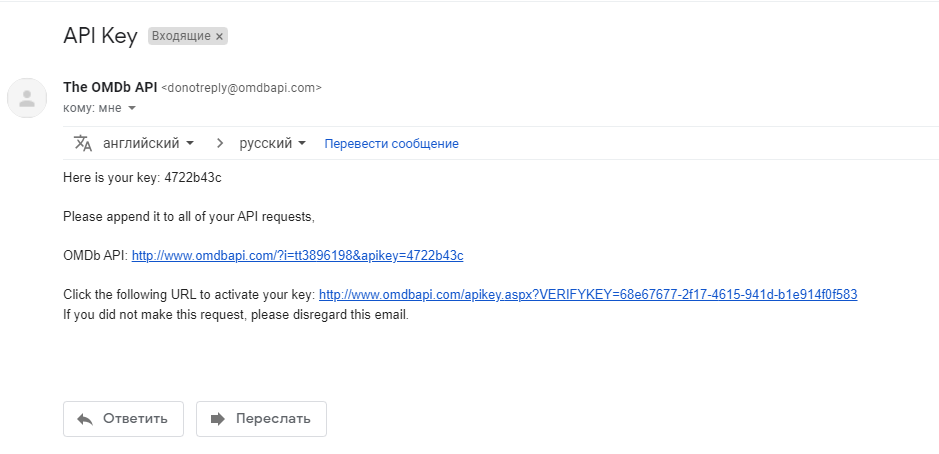 API Key Входящие ×
The OMDb API <donotreply@omdbapi.com>
кому: мне
английский русский Перевести сообщение
Here is your key: 4722b43c
Please append it to all of your API requests,
OMDb API: http://www.omdbapi.com/?i=tt3896198&apikey=4722b43c
Click the following URL to activate your key: http://www.omdbapi.com/apikey.aspx?VERIFYKEY=68e67677-2f17-4615-941d-b1e914f0f583
If you did not make this request, please disregard this email.
Ответить Переслать